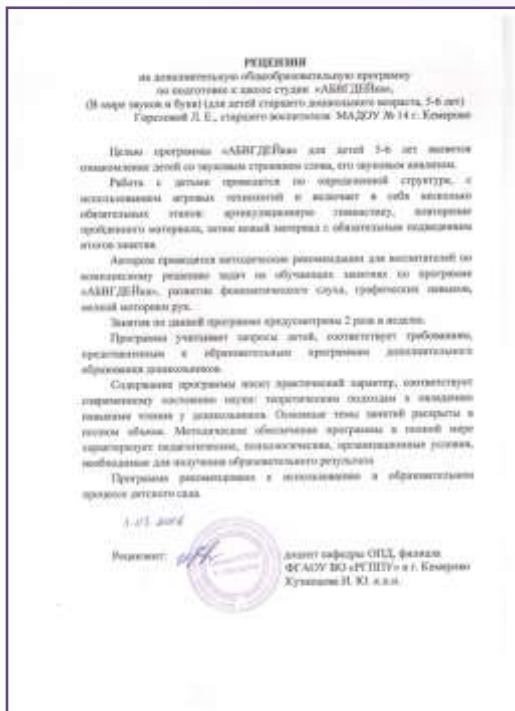 РЕЦЕНЗИЯ
на дополнительную общеобразовательную программу
по подготовке к школе студии «АБВГДЕЙка»,
(В мире звуков и букв) (для детей старшего дошкольного возраста, 5-6 лет)
Л. Е., старшего воспитателя МАДОУ № 14 г. Кемерово
Целью программы «АБВГДЕЙка» для детей 5-6 лет является
ознакомление детей со звуковым строением слова, его звуковым анализом.
Работа с детьми проводится по определенной структуре, с
использованием игровых технологий и включает в себя несколько
обязательных этапов: артикуляционную гимнастику, повторение
пройденного материала, затем новый материал с обязательным подведением
итогов занятия.
Автором приводятся методические рекомендации для воспитателей по
комплексному решению задач на обучающих занятиях по программе
«АБВГДЕЙка», развитию фонематического слуха, графических навыков,
мелкой моторики рук.
Занятия по данной программе предусмотрены 2 раза в неделю.
Программа учитывает запросы детей, соответствует требованиям,
представленным к образовательным программам дополнительного
образования дошкольников.
Содержание программы носит практический характер, соответствует
современному состоянию науки: теоретическим подходам к овладению
навыками чтения у дошкольников. Основные темы занятий раскрыты в
полном объеме. Методическое обеспечение программы в полной мере
характеризует педагогические, психологические, организационные условия,
необходимые для получения образовательного результата.
Программа рекомендована к использованию в образовательном
процессе детского сада.
Рецензент:
доцент кафедры ОПД, филиала
ФГАОУ ВО «РГППУ» в г. Кемерово
И. Ю. к.п.н.